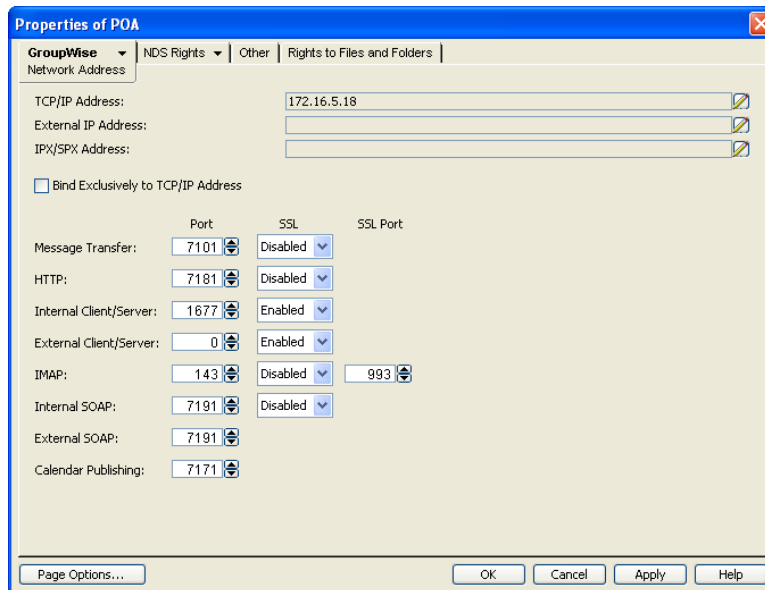 Properties of POA
GroupWise NDS Rights Other Rights to Files and Folders
Network Address
TCP/IP Address: 172.16.5.18
External IP Address:
IPX/SPX Address:
Bind Exclusively to TCP/IP Address
Port SSL SSL Port
Message Transfer: 7101 Disabled
HTTP: 7181 Disabled
Internal Client/Server: 1677 Enabled
External Client/Server: 0 Enabled
IMAP: 143 Disabled 993
Internal SOAP: 7191 Disabled
External SOAP: 7191
Calendar Publishing: 7171
Page Options... OK Cancel Apply Help